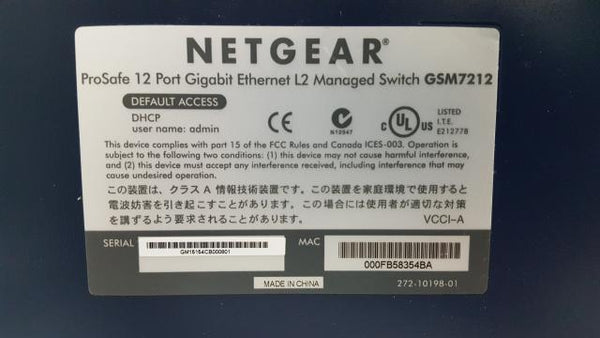 NETGEAR®
ProSafe 12 Port Gigabit Ethernet L2 Managed Switch GSM7212
DEFAULT ACCESS
DHCP
user name: admin
CE
N10947
c UL US LISTED
I.T.E.
E212778
This device complies with part 15 of the FCC Rules and Canada ICES-003. Operation is
subject to the following two conditions: (1) this device may not cause harmful interference,
and (2) this device must accept any interference received, including interference that may
cause undesired operation.
この装置は、クラス A 情報技術装置です。この装置を家庭環境で使用すると
電波妨害を引き起こすことがあります。この場合には使用者が適切な対策
を講ずるよう要求されることがあります。
VCCI-A
SERIAL
GM16164CB000801
MAC
000FB58354BA
MADE IN CHINA
272-10198-01